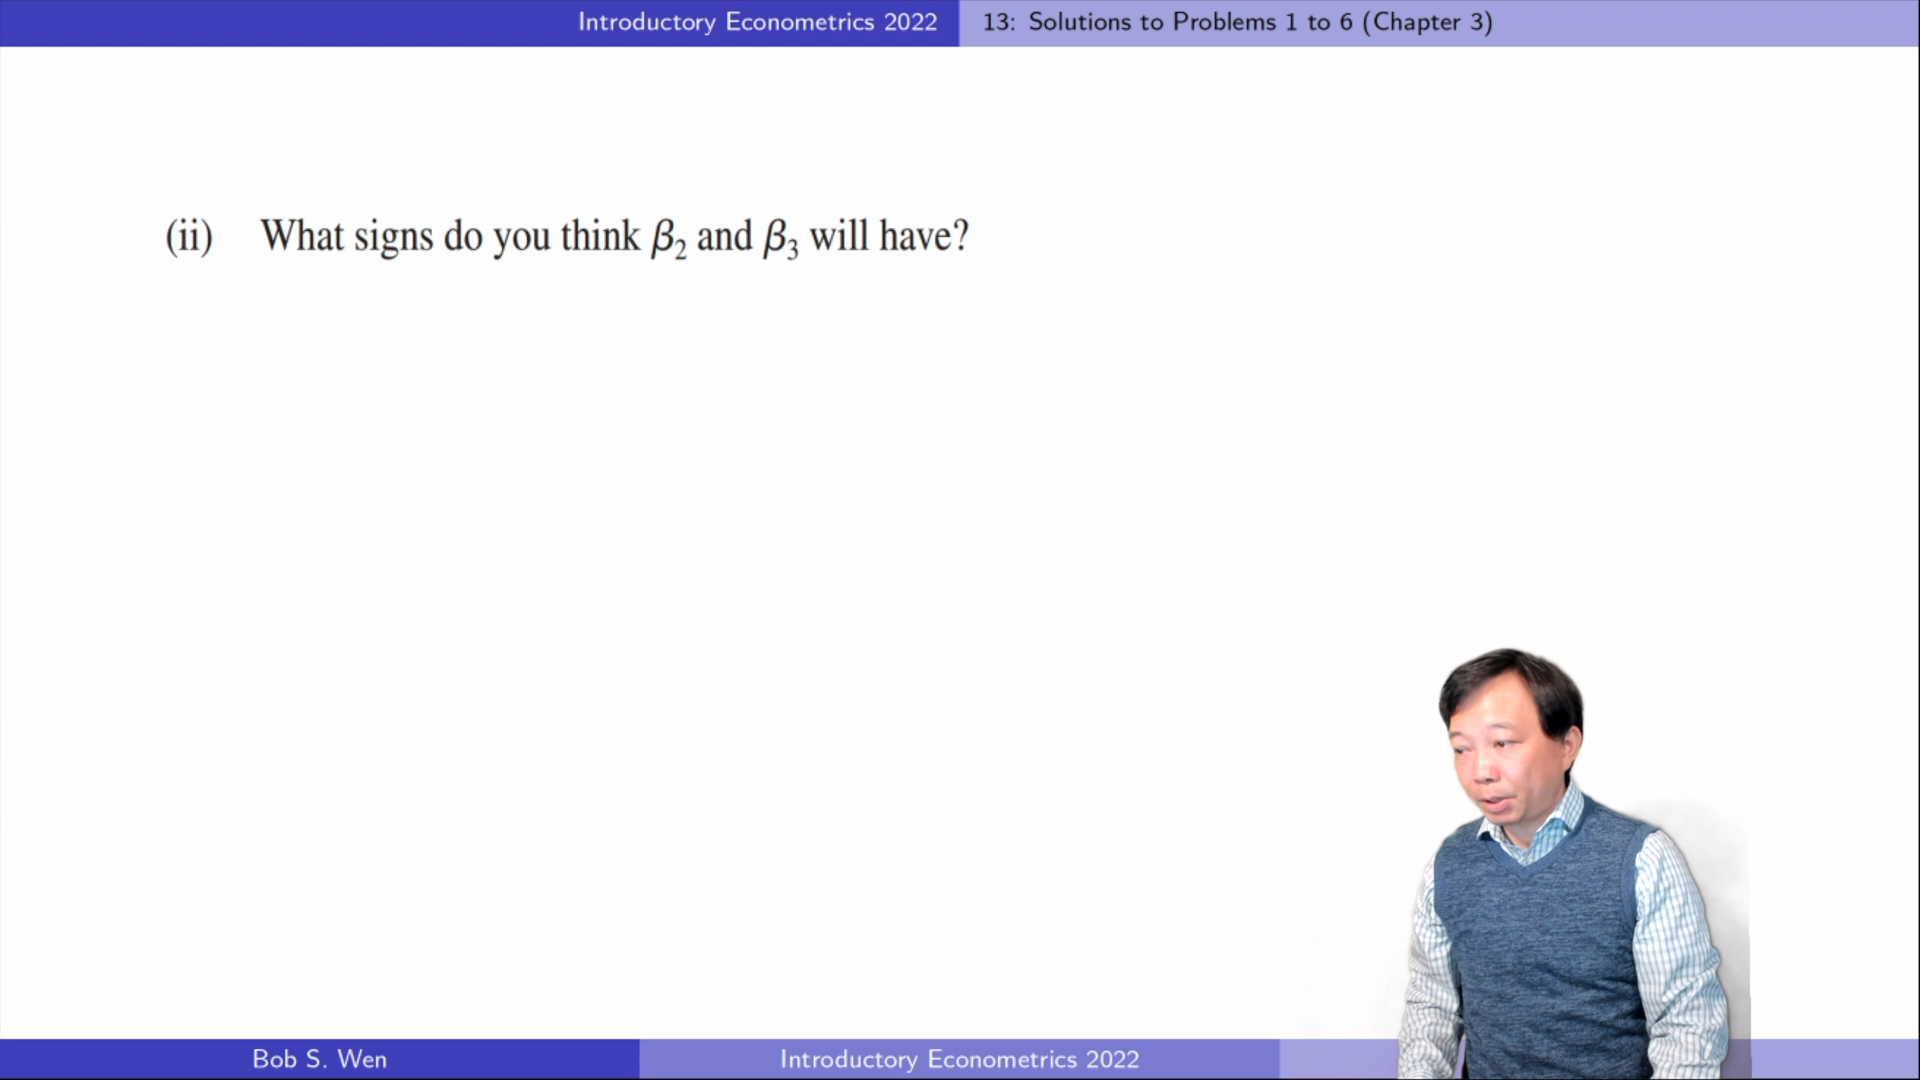 Introductory Econometrics 2022
13: Solutions to Problems 1 to 6 (Chapter 3)
(ii) What signs do you think β₂ and β₃ will have?
Bob S. Wen
Introductory Econometrics 2022